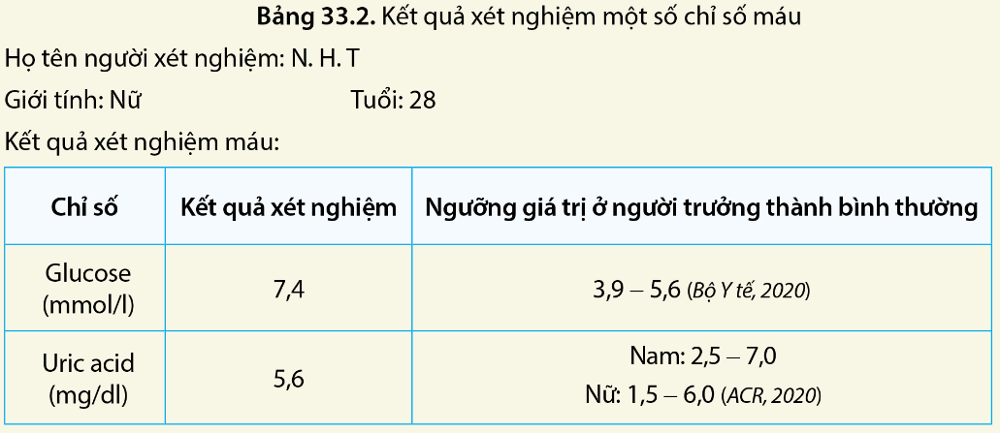 Bảng 33.2. Kết quả xét nghiệm một số chỉ số máu
Họ tên người xét nghiệm: N. H. T
Giới tính: Nữ Tuổi: 28
Kết quả xét nghiệm máu:
Chỉ số Kết quả xét nghiệm Ngưỡng giá trị ở người trưởng thành bình thường
Glucose
(mmol/l)
7,4
3,9 – 5,6 (Bộ Y tế, 2020)
Uric acid
(mg/dl)
5,6
Nam: 2,5 – 7,0
Nữ: 1,5 – 6,0 (ACR, 2020)